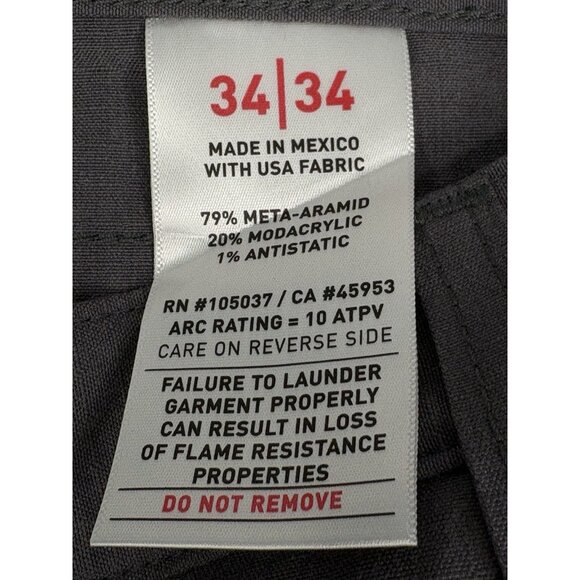 34|34
MADE IN MEXICO
WITH USA FABRIC
79% META-ARAMID
20% MODACRYLIC
1% ANTISTATIC
RN #105037 / CA #45953
ARC RATING = 10 ATPV
CARE ON REVERSE SIDE
FAILURE TO LAUNDER
GARMENT PROPERLY
CAN RESULT IN LOSS
OF FLAME RESISTANCE
PROPERTIES
DO NOT REMOVE